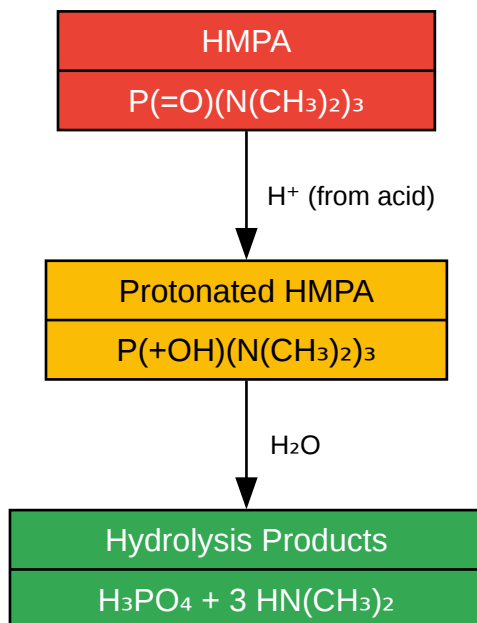 HMPA
P(=O)(N(CH₃)₂)₃
H⁺ (from acid)
Protonated HMPA
P(+OH)(N(CH₃)₂)₃
H₂O
Hydrolysis Products
H₃PO₄ + 3 HN(CH₃)₂